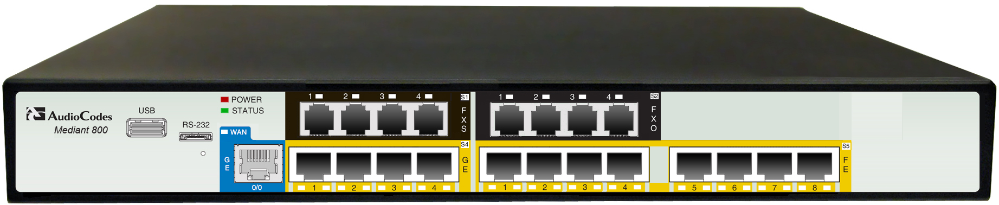 AudioCodes
Mediant 800
USB
RS-232
POWER
STATUS
WAN
GE
0/0
1 2 3 4 S1
FXS
1 2 3 4 S2
FXO
S4
GE
1 2 3 4
S5
FE
1 2 3 4 5 6 7 8